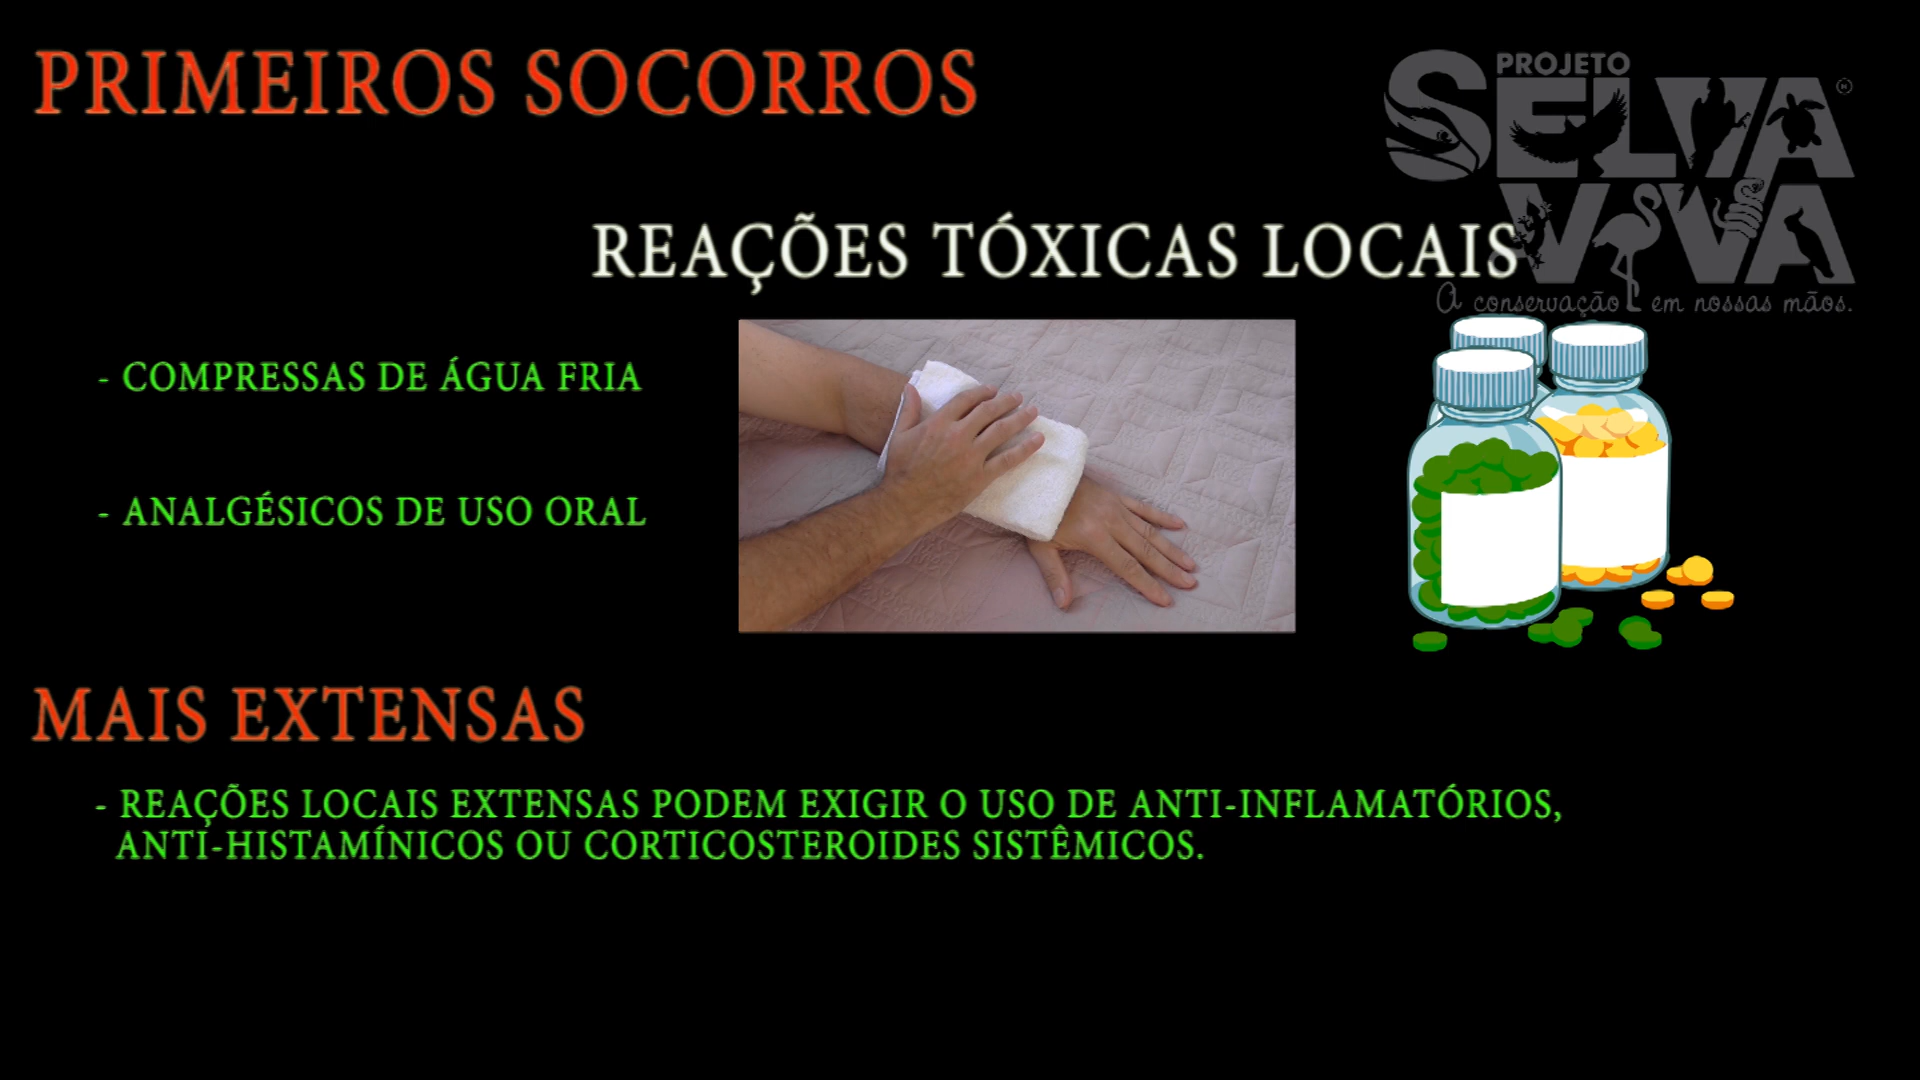 PRIMEIROS SOCORROS
PROJETO
SELVA
VIVA
A conservação em nossas mãos.
REAÇÕES TÓXICAS LOCAIS
- COMPRESSAS DE ÁGUA FRIA
- ANALGÉSICOS DE USO ORAL
MAIS EXTENSAS
- REAÇÕES LOCAIS EXTENSAS PODEM EXIGIR O USO DE ANTI-INFLAMATÓRIOS,
ANTI-HISTAMÍNICOS OU CORTICOSTEROIDES SISTÊMICOS.